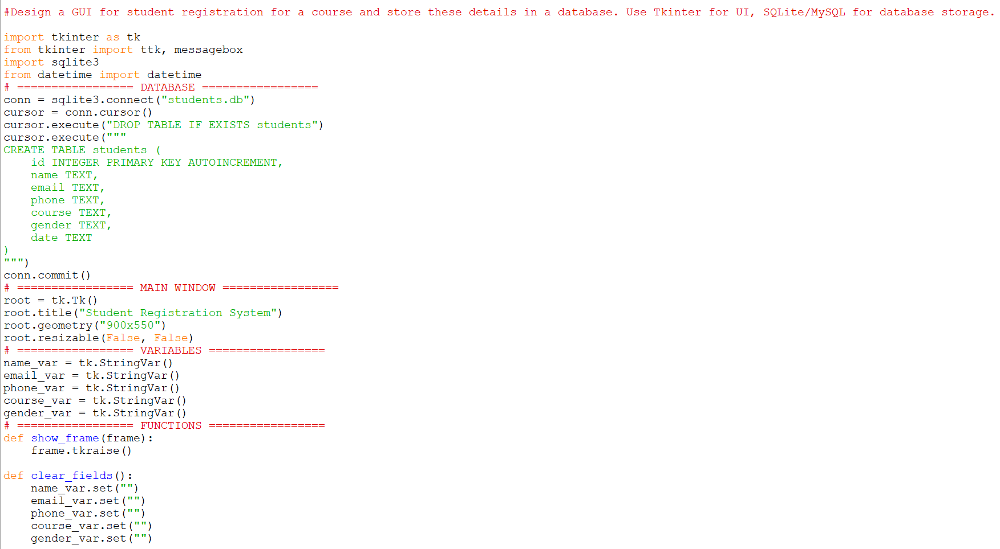 #Design a GUI for student registration for a course and store these details in a database. Use Tkinter for UI, SQLite/MySQL for database storage.

import tkinter as tk
from tkinter import ttk, messagebox
import sqlite3
from datetime import datetime
# ================= DATABASE =================
conn = sqlite3.connect("students.db")
cursor = conn.cursor()
cursor.execute("DROP TABLE IF EXISTS students")
cursor.execute("""
CREATE TABLE students (
    id INTEGER PRIMARY KEY AUTOINCREMENT,
    name TEXT,
    email TEXT,
    phone TEXT,
    course TEXT,
    gender TEXT,
    date TEXT
)
""")
conn.commit()
# ================= MAIN WINDOW =================
root = tk.Tk()
root.title("Student Registration System")
root.geometry("900x550")
root.resizable(False, False)
# ================= VARIABLES =================
name_var = tk.StringVar()
email_var = tk.StringVar()
phone_var = tk.StringVar()
course_var = tk.StringVar()
gender_var = tk.StringVar()
# ================= FUNCTIONS =================
def show_frame(frame):
    frame.tkraise()

def clear_fields():
    name_var.set("")
    email_var.set("")
    phone_var.set("")
    course_var.set("")
    gender_var.set("")